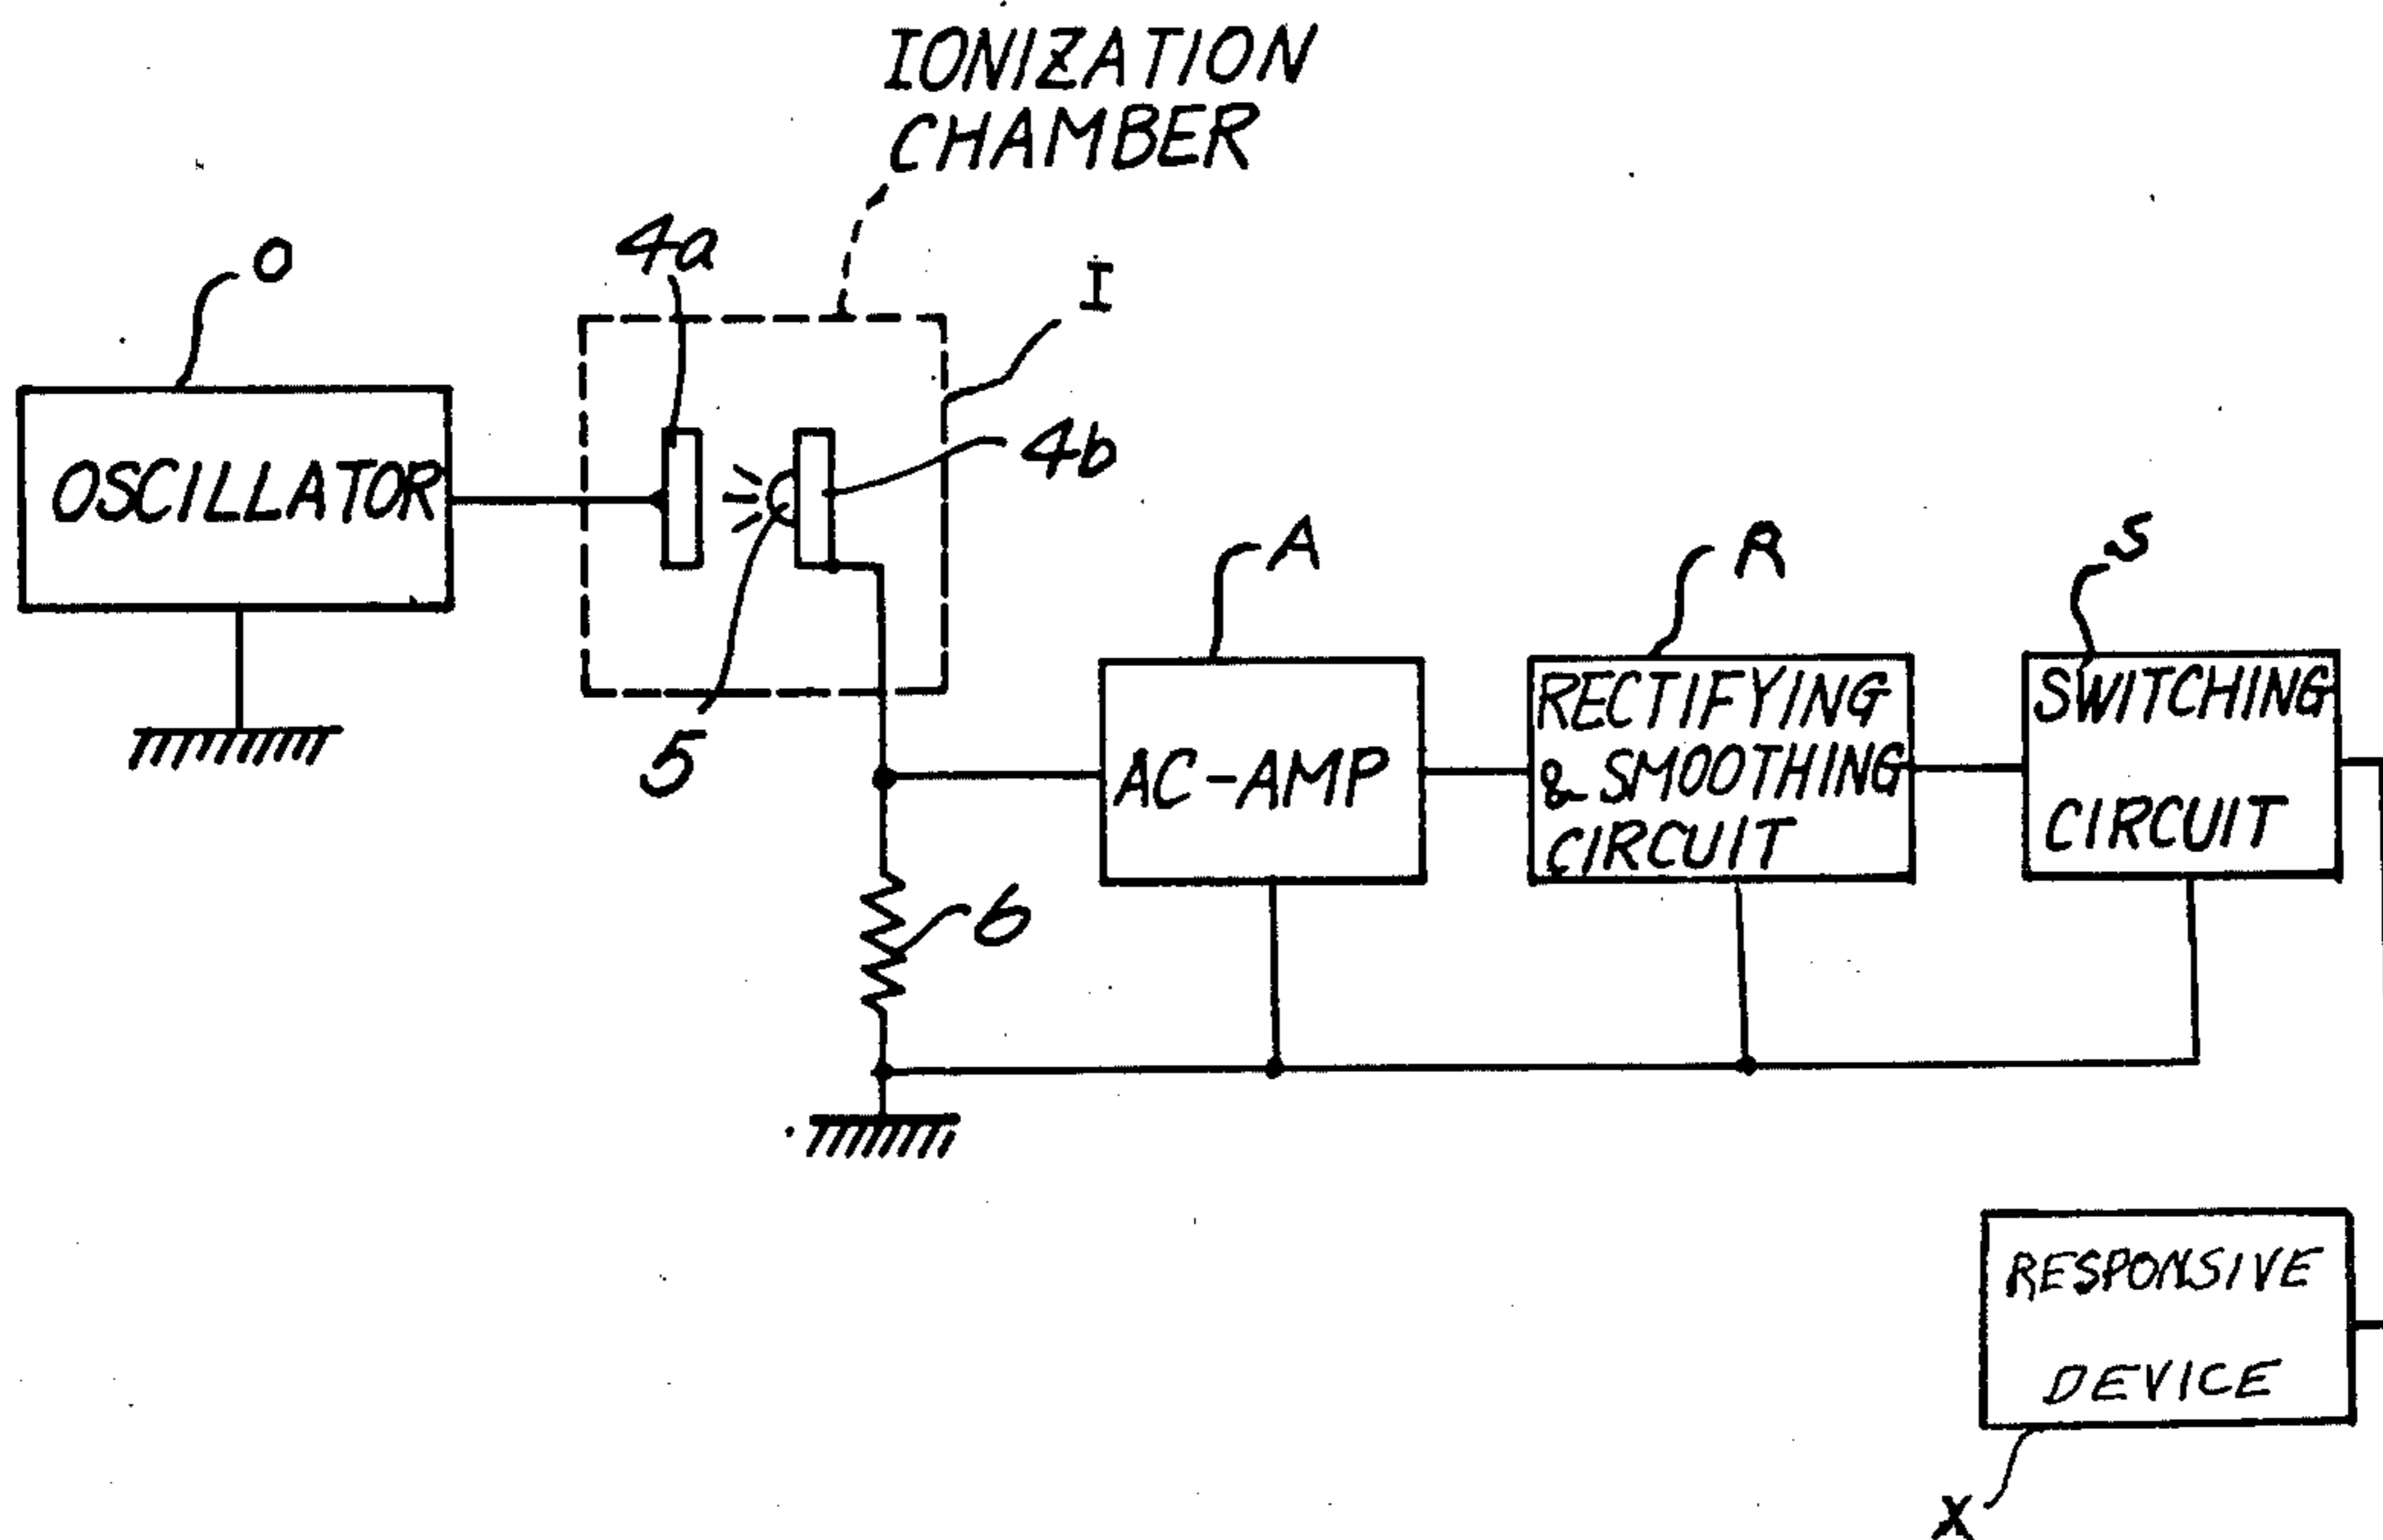 IONIZATION
CHAMBER
O
4a
I
4b
OSCILLATOR
5
A
R
S
AC-AMP
RECTIFYING
& SMOOTHING
CIRCUIT
SWITCHING
CIRCUIT
6
RESPONSIVE
DEVICE
X